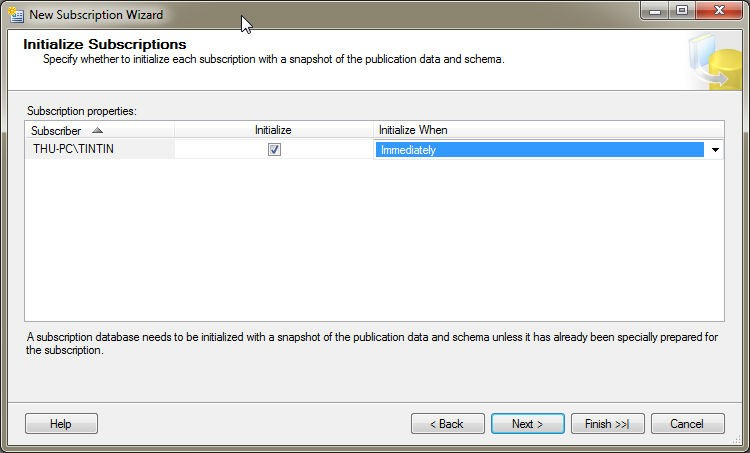 New Subscription Wizard
Initialize Subscriptions
Specify whether to initialize each subscription with a snapshot of the publication data and schema.
Subscription properties:
Subscriber Initialize Initialize When
THU-PC\TINTIN Immediately
A subscription database needs to be initialized with a snapshot of the publication data and schema unless it has already been specially prepared for
the subscription.
Help < Back Next > Finish >>| Cancel